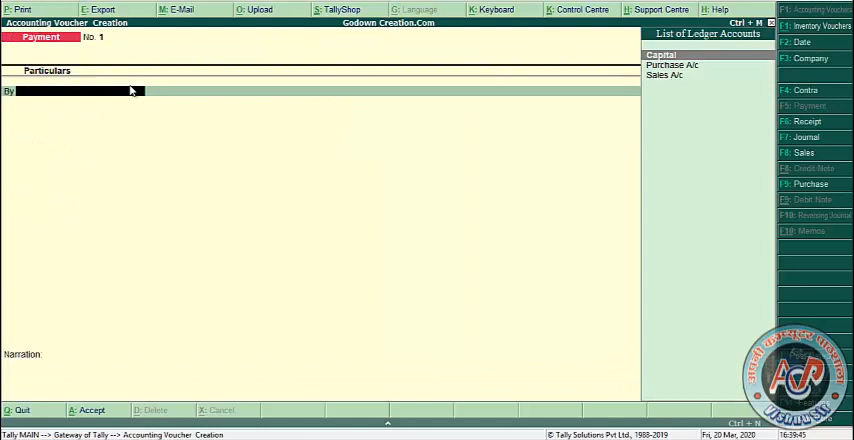 P: Print E: Export M: E-Mail O: Upload S: TallyShop G: Language K: Keyboard K: Control Centre H: Support Centre H: Help
F1: Accounting Vouchers
Accounting Voucher Creation Godown Creation.Com Ctrl + M
F1: Inventory Vouchers
Payment No. 1
List of Ledger Accounts
F2: Date
Capital
F3: Company
Particulars
Purchase A/c
Sales A/c
By
F4: Contra
F5: Payment
F6: Receipt
F7: Journal
F8: Sales
F8: Credit Note
F9: Purchase
F9: Debit Note
F10: Reversing Journal
F10: Memos
Narration:
ACP
Q: Quit A: Accept D: Delete X: Cancel
Ctrl + N
Tally MAIN --> Gateway of Tally --> Accounting Voucher Creation © Tally Solutions Pvt Ltd., 1988-2019 Fri, 20 Mar, 2020 16:39:45